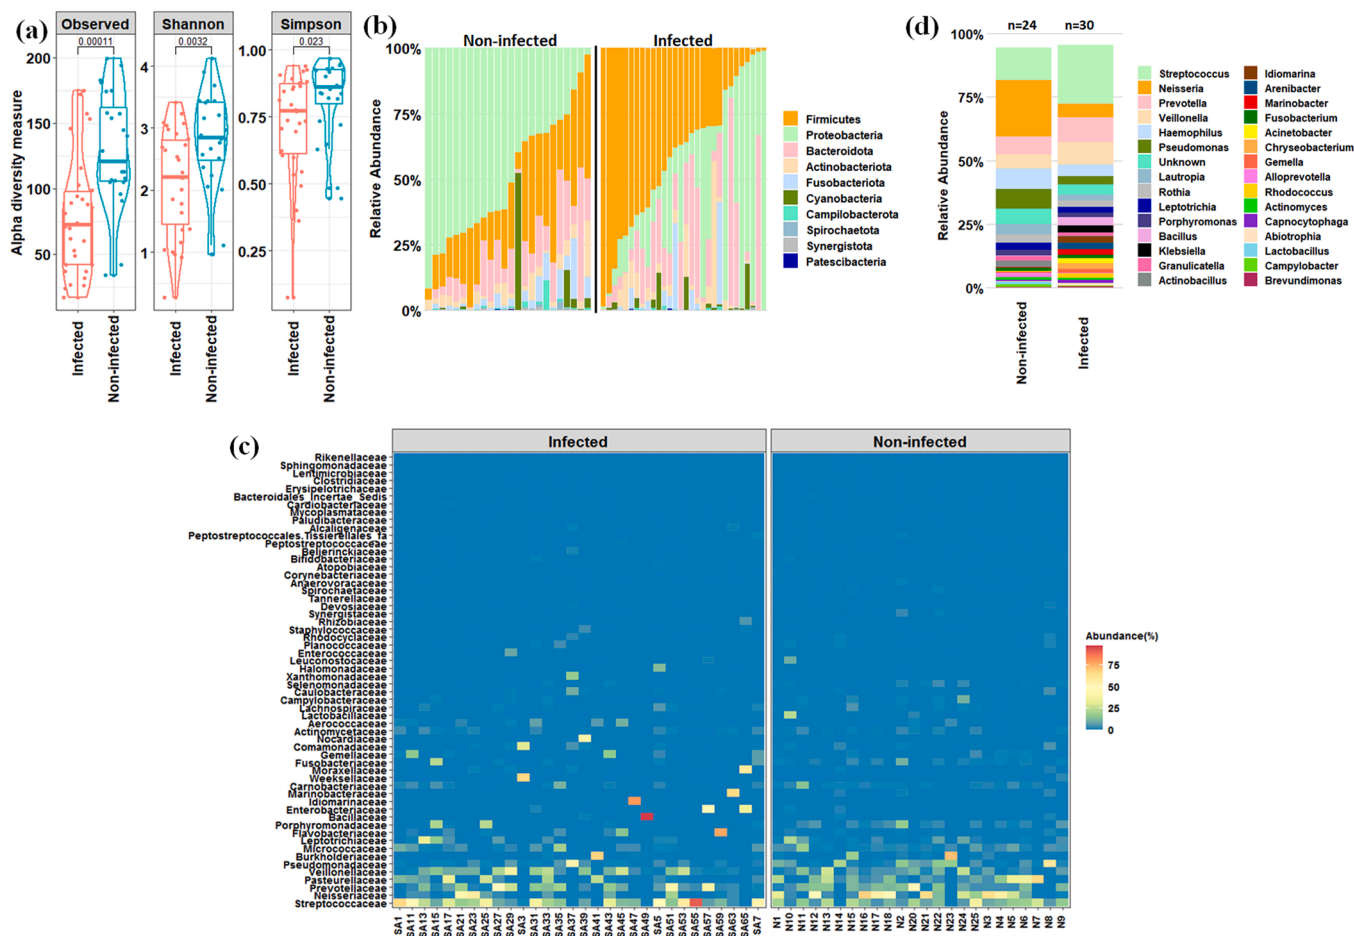 (a)
Observed
Shannon
Simpson
0.00011
0.0032
0.023
Alpha diversity measure
200
150
100
50
4
3
2
1
1.00
0.75
0.50
0.25
Infected
Non-infected
Infected
Non-infected
Infected
Non-infected
(b)
Non-infected
Infected
Relative Abundance
100%
75%
50%
25%
0%
Firmicutes
Proteobacteria
Bacteroidota
Actinobacteriota
Fusobacteriota
Cyanobacteria
Campilobacterota
Spirochaetota
Synergistota
Patescibacteria
(d)
n=24
n=30
Relative Abundance
100%
75%
50%
25%
0%
Non-infected
Infected
Streptococcus
Neisseria
Prevotella
Veillonella
Haemophilus
Pseudomonas
Unknown
Lautropia
Rothia
Leptotrichia
Porphyromonas
Bacillus
Klebsiella
Granulicatella
Actinobacillus
Idiomarina
Arenibacter
Marinobacter
Fusobacterium
Acinetobacter
Chryseobacterium
Gemella
Alloprevotella
Rhodococcus
Actinomyces
Capnocytophaga
Abiotrophia
Lactobacillus
Campylobacter
Brevundimonas
(c)
Infected
Non-infected
Rikenellaceae
Sphingomonadaceae
Lentimicrobiaceae
Clostridiaceae
Erysipelotrichaceae
Bacteroidales_Incertae_Sedis
Cardiobacteriaceae
Mycoplasmataceae
Paludibacteraceae
Alcaligenaceae
Peptostreptococcales.Tissierellales_fa
Peptostreptococcaceae
Beijerinckiaceae
Bifidobacteriaceae
Atopobiaceae
Corynebacteriaceae
Anaerovoracaceae
Spirochaetaceae
Tannerellaceae
Devosiaceae
Synergistaceae
Rhizobiaceae
Staphylococcaceae
Rhodocyclaceae
Planococcaceae
Enterococcaceae
Leuconostocaceae
Halomonadaceae
Xanthomonadaceae
Selenomonadaceae
Caulobacteraceae
Campylobacteraceae
Lachnospiraceae
Lactobacillaceae
Aerococcaceae
Actinomycetaceae
Nocardiaceae
Comamonadaceae
Gemellaceae
Fusobacteriaceae
Moraxellaceae
Weeksellaceae
Carnobacteriaceae
Marinobacteraceae
Idiomarinaceae
Enterobacteriaceae
Bacillaceae
Porphyromonadaceae
Flavobacteriaceae
Leptotrichiaceae
Micrococcaceae
Burkholderiaceae
Pseudomonadaceae
Veillonellaceae
Pasteurellaceae
Prevotellaceae
Neisseriaceae
Streptococcaceae
SA1
SA11
SA13
SA15
SA17
SA21
SA23
SA25
SA27
SA29
SA3
SA31
SA33
SA35
SA37
SA39
SA41
SA43
SA45
SA47
SA49
SA5
SA51
SA53
SA55
SA57
SA59
SA63
SA65
SA7
N1
N10
N11
N12
N13
N14
N15
N16
N17
N18
N2
N20
N21
N22
N23
N24
N25
N3
N4
N5
N6
N7
N8
N9
Abundance(%)
75
50
25
0